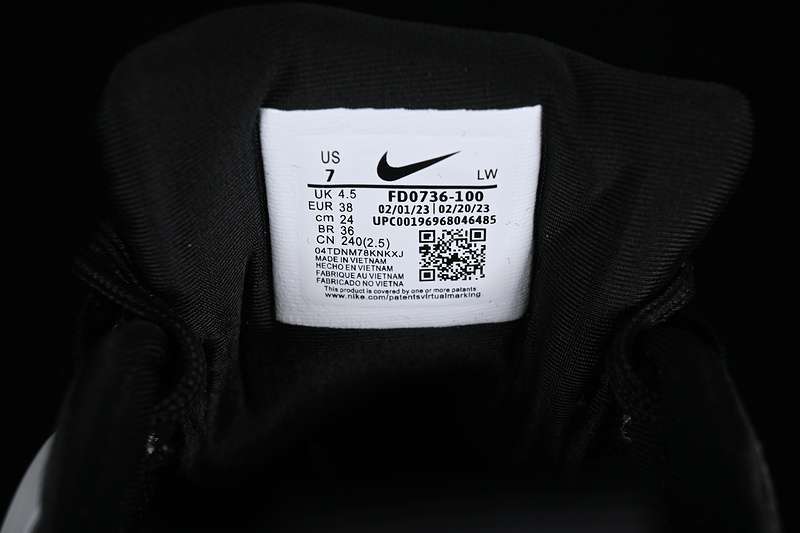 US
7
LW
UK 4.5
EUR 38
cm 24
BR 36
CN 240(2.5)
FD0736-100
02/01/23 | 02/20/23
UPC00196968046485
04TDNM78KNKXJ
MADE IN VIETNAM
HECHO EN VIETNAM
FABRIQUE AU VIETNAM
FABRICADO NO VIETNA
This product is covered by one or more patents
www.nike.com/patentsvirtualmarking